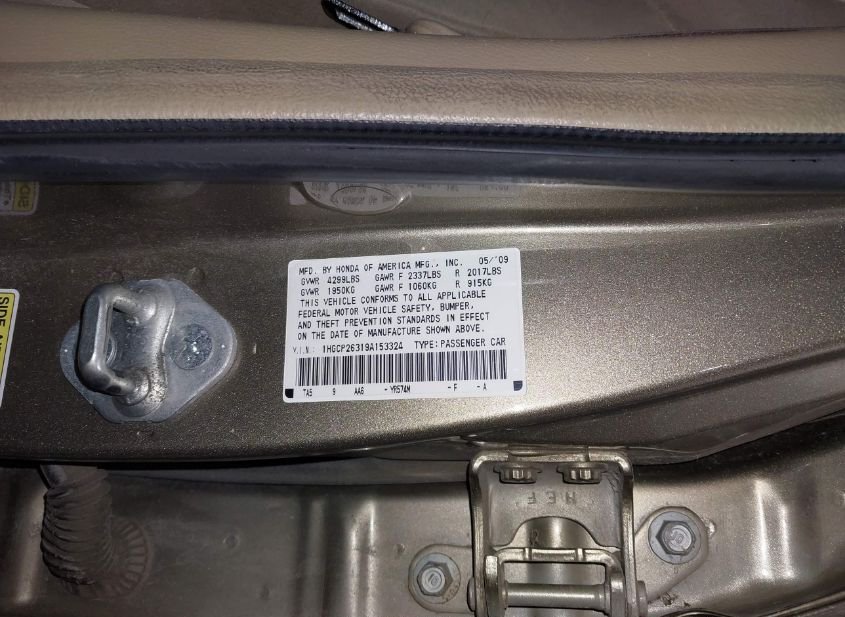 MFD. BY HONDA OF AMERICA MFG., INC. 05/'09
GVWR 4299LBS GAWR F 2337LBS R 2017LBS
GVWR 1950KG GAWR F 1060KG R 915KG
THIS VEHICLE CONFORMS TO ALL APPLICABLE
FEDERAL MOTOR VEHICLE SAFETY, BUMPER,
AND THEFT PREVENTION STANDARDS IN EFFECT
ON THE DATE OF MANUFACTURE SHOWN ABOVE.
V.I.N.: 1HGCP26319A153324 TYPE: PASSENGER CAR
TA5 9 AA6 - YR574M - F - A
SIDE
HEF
R